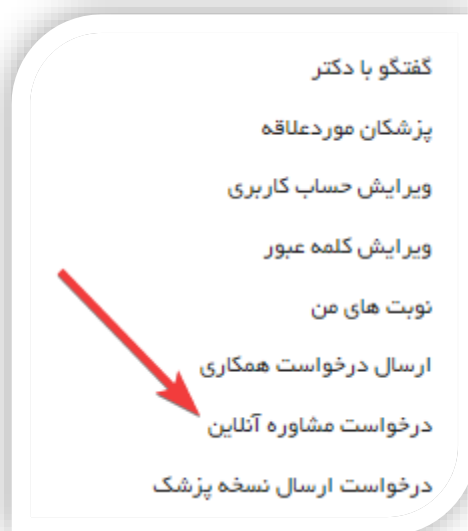 گفتگو با دکتر
پزشکان موردعلاقه
ویرایش حساب کاربری
ویرایش کلمه عبور
نوبت های من
ارسال درخواست همکاری
درخواست مشاوره آنلاین
درخواست ارسال نسخه پزشک